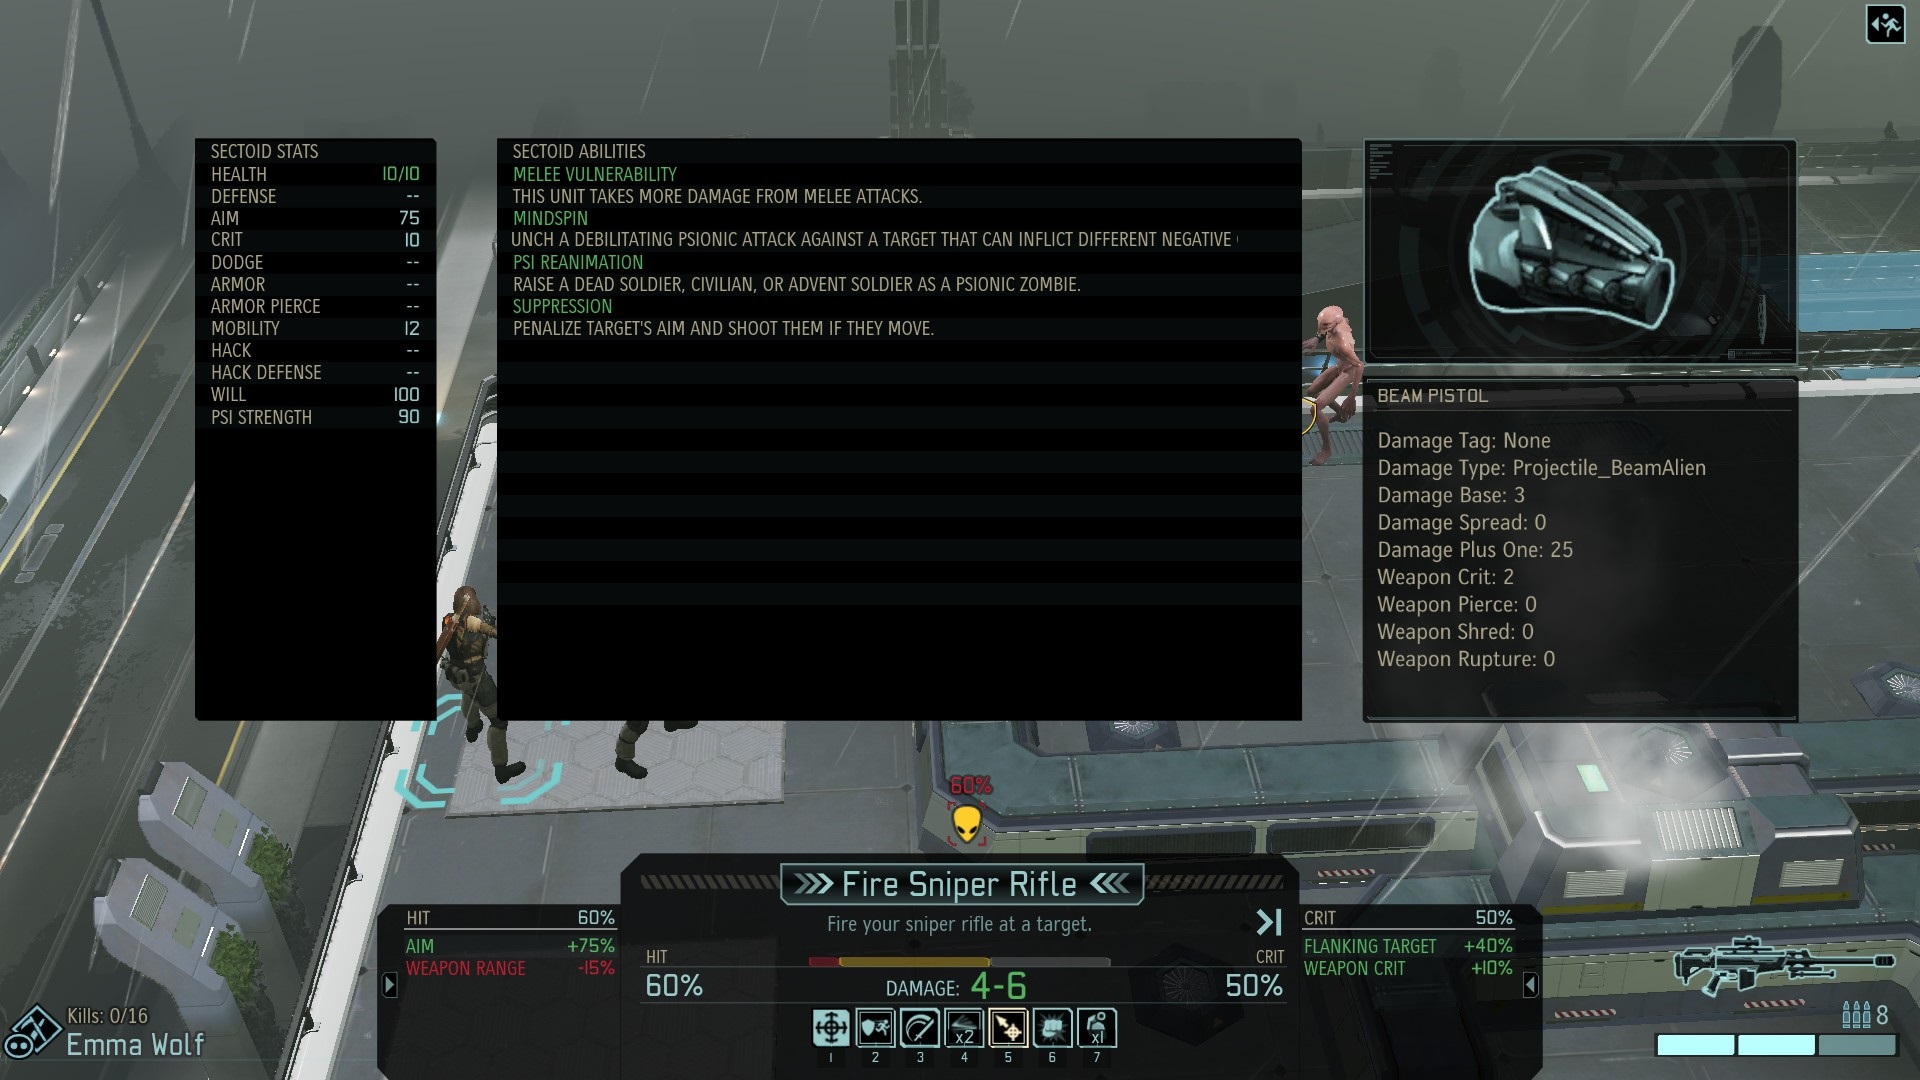 SECTOID STATS
HEALTH 10/10
DEFENSE --
AIM 75
CRIT 10
DODGE --
ARMOR --
ARMOR PIERCE --
MOBILITY 12
HACK --
HACK DEFENSE --
WILL 100
PSI STRENGTH 90
SECTOID ABILITIES
MELEE VULNERABILITY
THIS UNIT TAKES MORE DAMAGE FROM MELEE ATTACKS.
MINDSPIN
UNCH A DEBILITATING PSIONIC ATTACK AGAINST A TARGET THAT CAN INFLICT DIFFERENT NEGATIVE
PSI REANIMATION
RAISE A DEAD SOLDIER, CIVILIAN, OR ADVENT SOLDIER AS A PSIONIC ZOMBIE.
SUPPRESSION
PENALIZE TARGET'S AIM AND SHOOT THEM IF THEY MOVE.
BEAM PISTOL
Damage Tag: None
Damage Type: Projectile_BeamAlien
Damage Base: 3
Damage Spread: 0
Damage Plus One: 25
Weapon Crit: 2
Weapon Pierce: 0
Weapon Shred: 0
Weapon Rupture: 0
60%
Fire Sniper Rifle
Fire your sniper rifle at a target.
HIT 60%
AIM +75%
WEAPON RANGE -15%
HIT
60%
DAMAGE: 4-6
CRIT
50%
CRIT 50%
FLANKING TARGET +40%
WEAPON CRIT +10%
x2
x1
1 2 3 4 5 6 7
Kills: 0/16
Emma Wolf
8